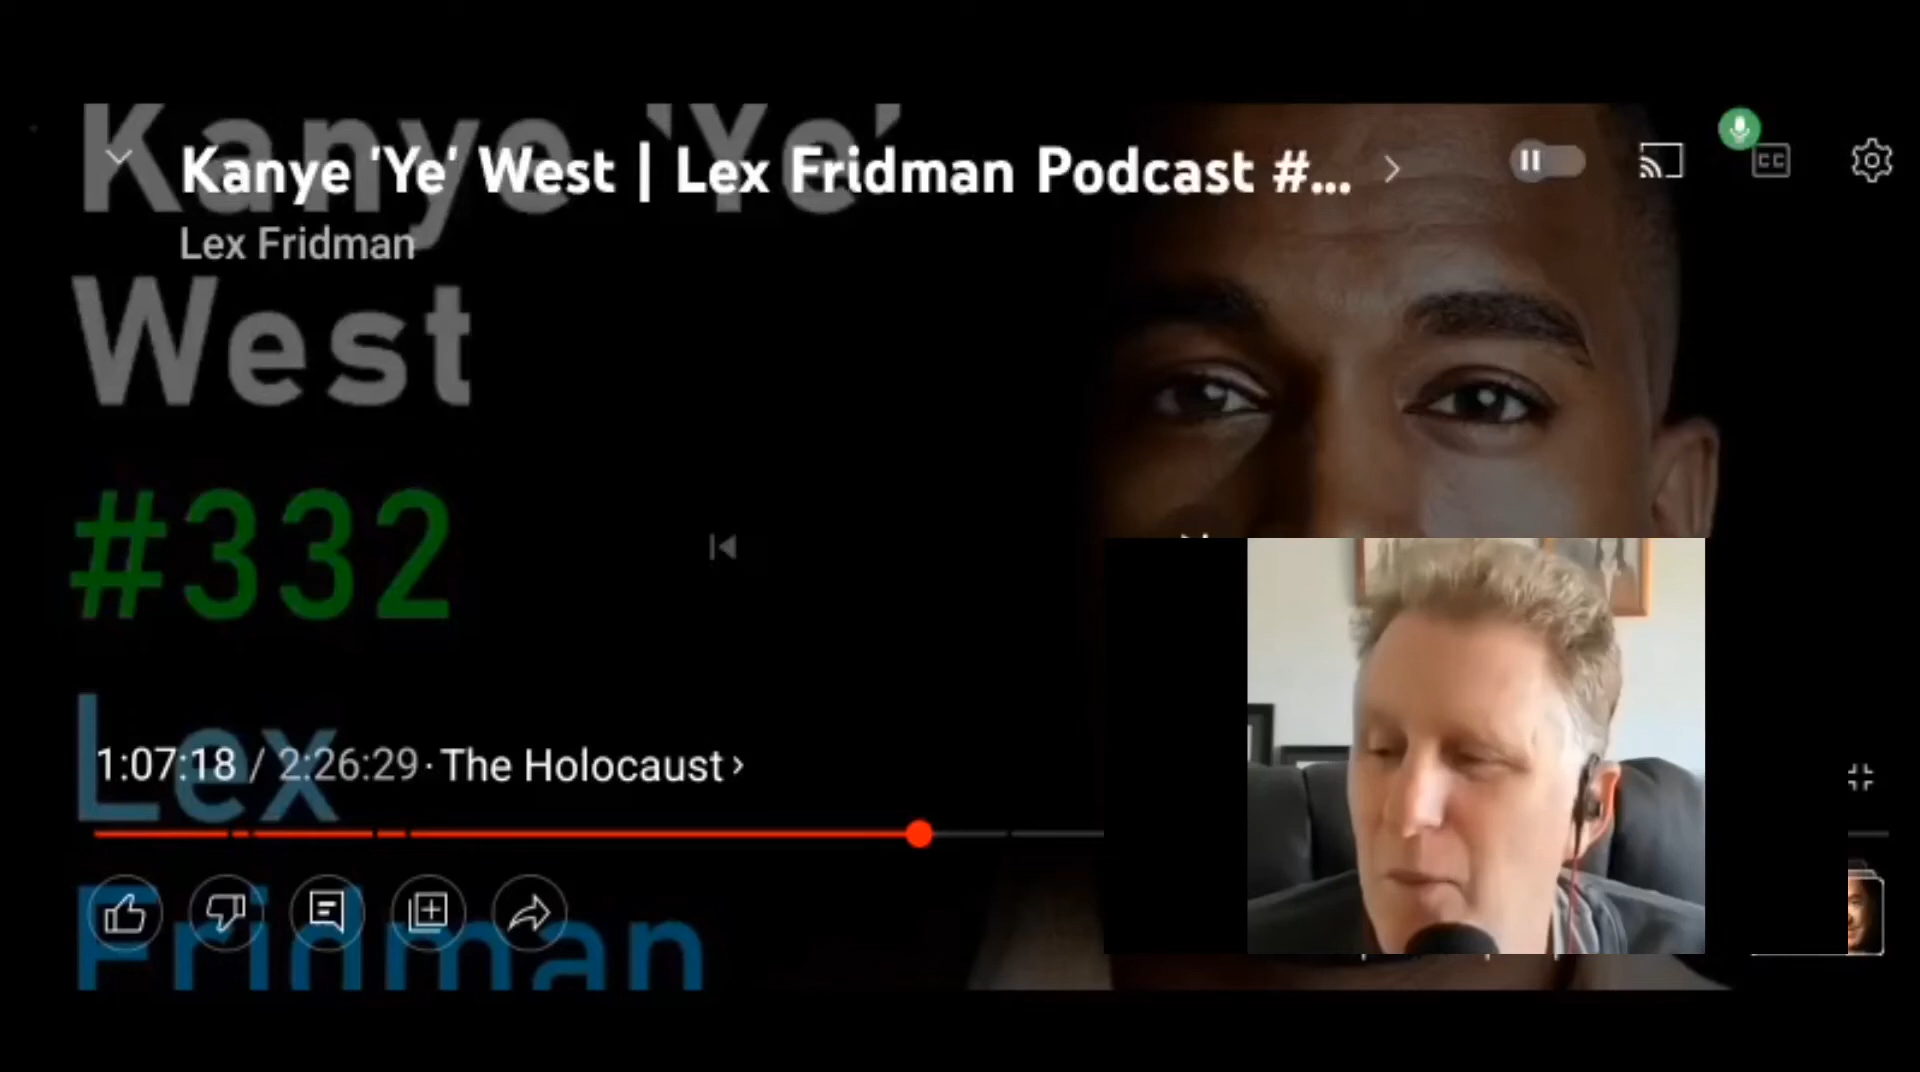 Kanye 'Ye'
Kanye 'Ye' West | Lex Fridman Podcast #...
CC
Lex Fridman
West
#332
Lex
1:07:18 / 2:26:29 · The Holocaust ›
Fridman